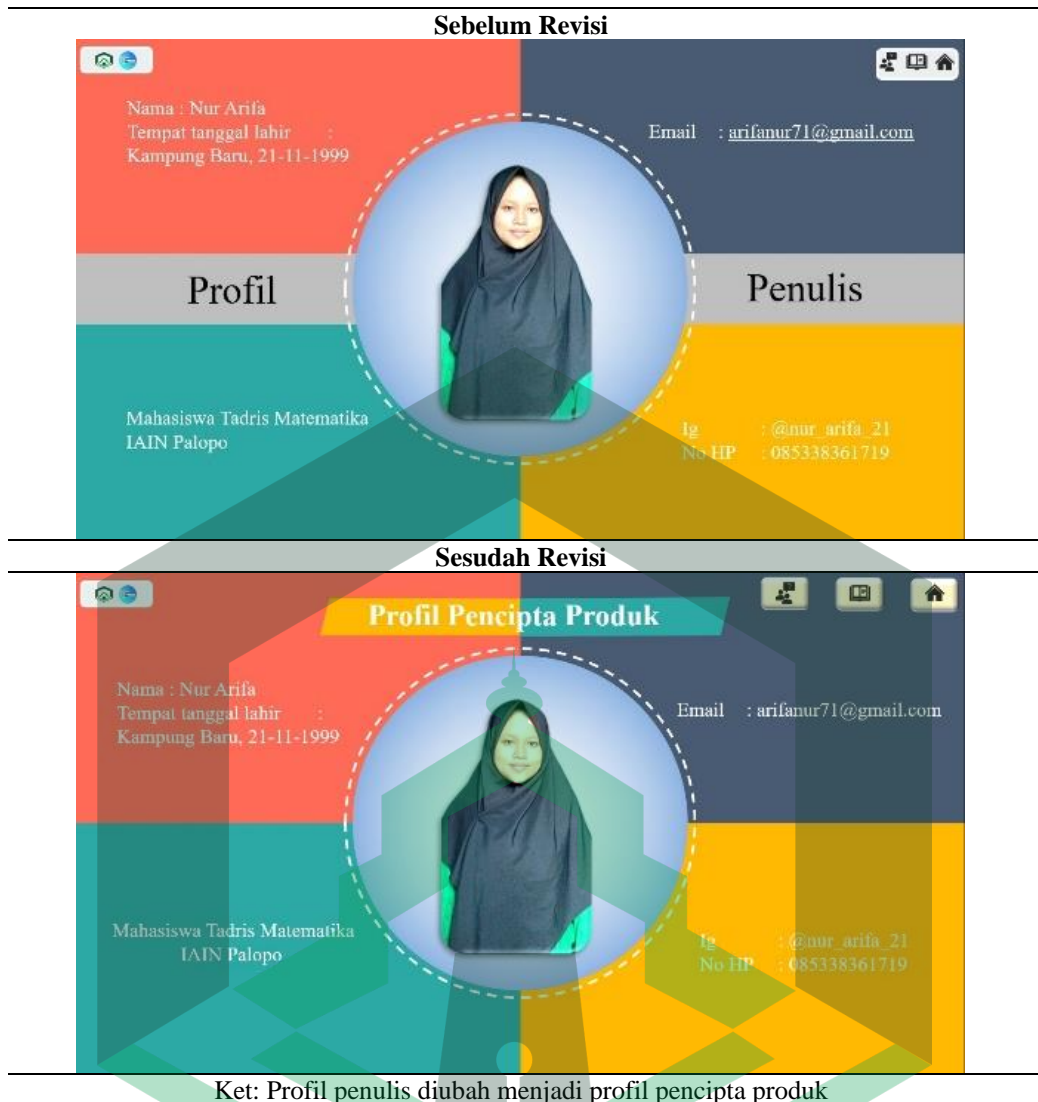 Sebelum Revisi
Nama : Nur Arifa
Tempat tanggal lahir :
Kampung Baru, 21-11-1999
Email : arifanur71@gmail.com
Profil
Penulis
Mahasiswa Tadris Matematika
IAIN Palopo
Ig : @nur_arifa_21
No HP : 085338361719
Sesudah Revisi
Profil Pencipta Produk
Nama : Nur Arifa
Tempat tanggal lahir :
Kampung Baru, 21-11-1999
Email : arifanur71@gmail.com
Mahasiswa Tadris Matematika
IAIN Palopo
Ig : @nur_arifa_21
No HP : 085338361719
Ket: Profil penulis diubah menjadi profil pencipta produk